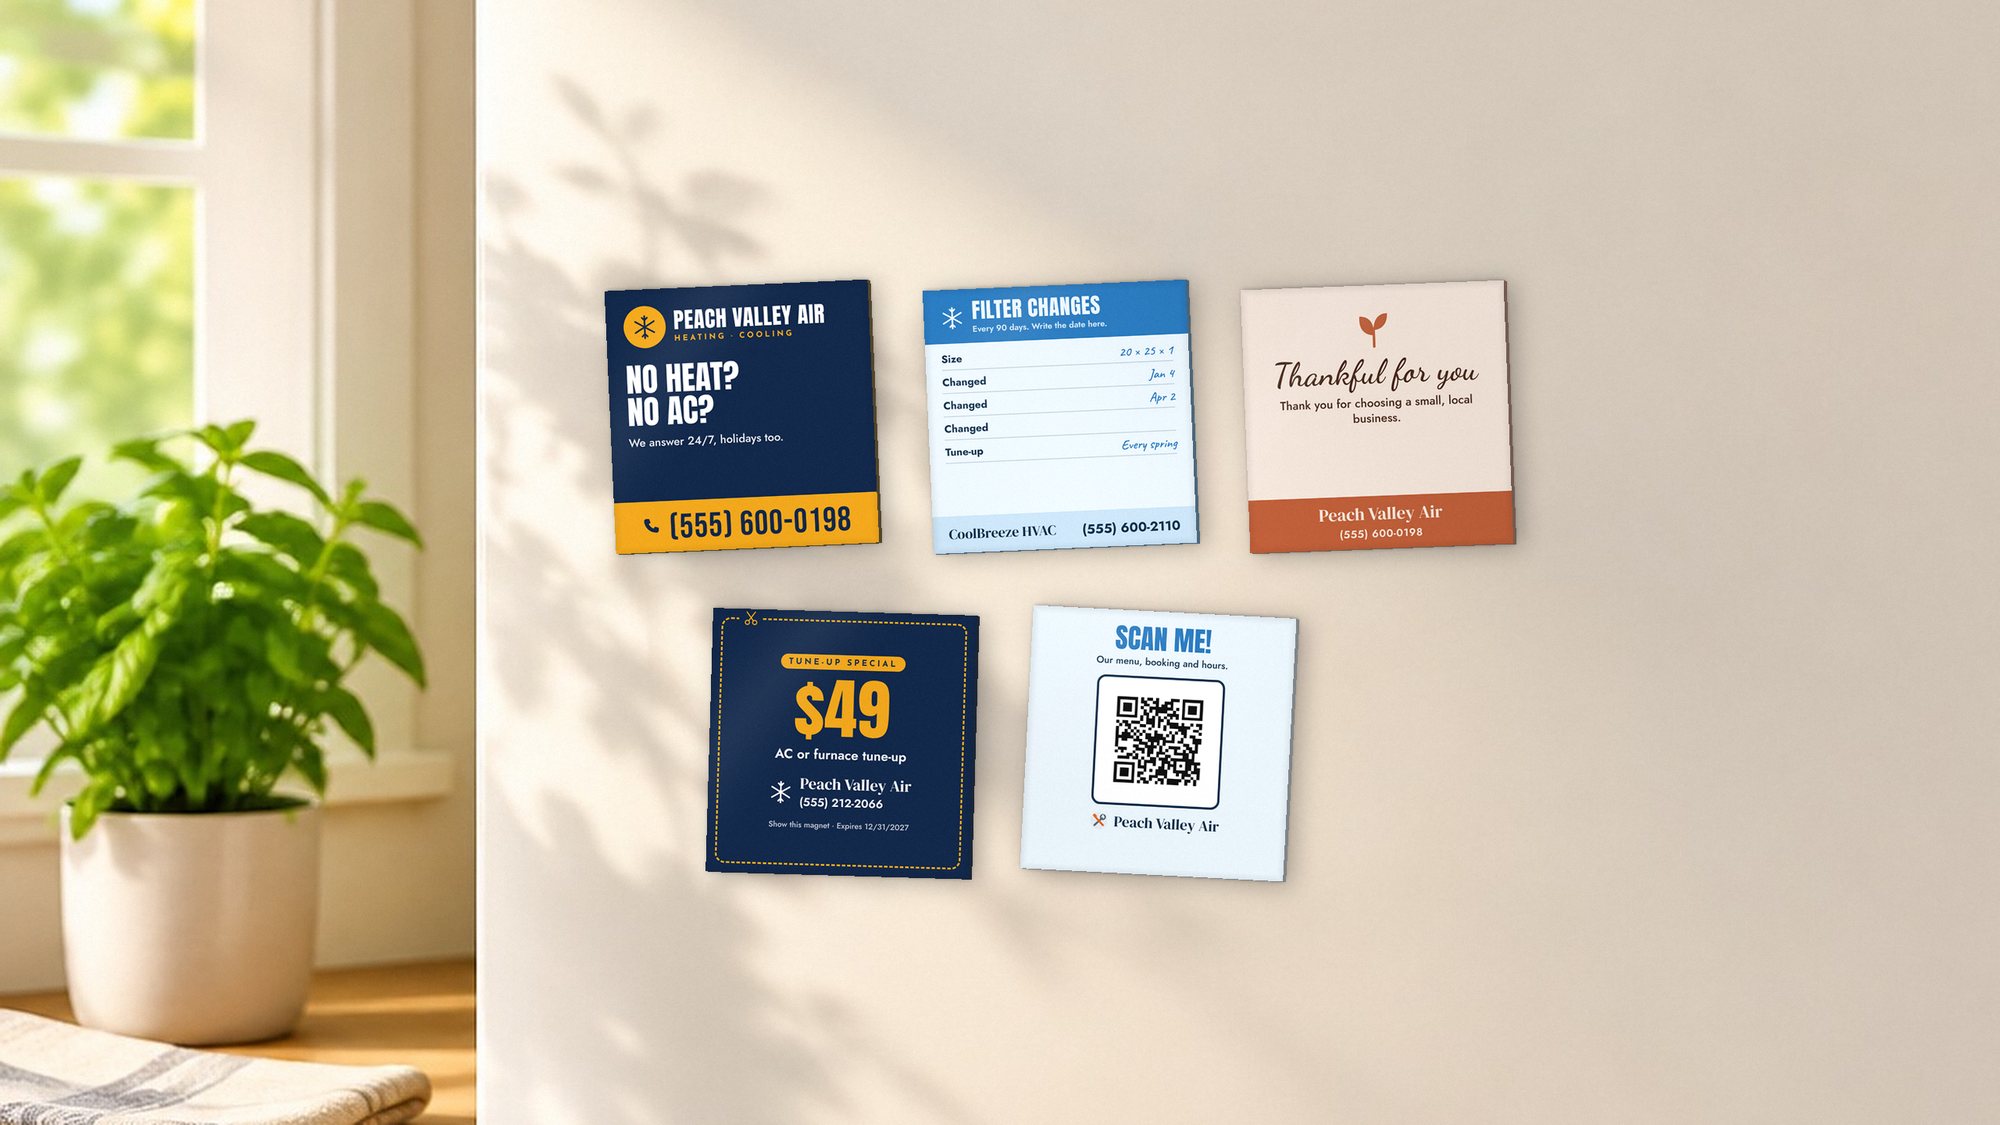 PEACH VALLEY AIR
HEATING · COOLING
NO HEAT?
NO AC?
We answer 24/7, holidays too.
(555) 600-0198
FILTER CHANGES
Every 90 days. Write the date here.
Size 20 × 25 × 1
Changed Jan 4
Changed Apr 2
Changed
Tune-up Every spring
CoolBreeze HVAC (555) 600-2110
Thankful for you
Thank you for choosing a small, local
business.
Peach Valley Air
(555) 600-0198
TUNE-UP SPECIAL
$49
AC or furnace tune-up
Peach Valley Air
(555) 212-2066
Show this magnet · Expires 12/31/2027
SCAN ME!
Our menu, booking and hours.
Peach Valley Air